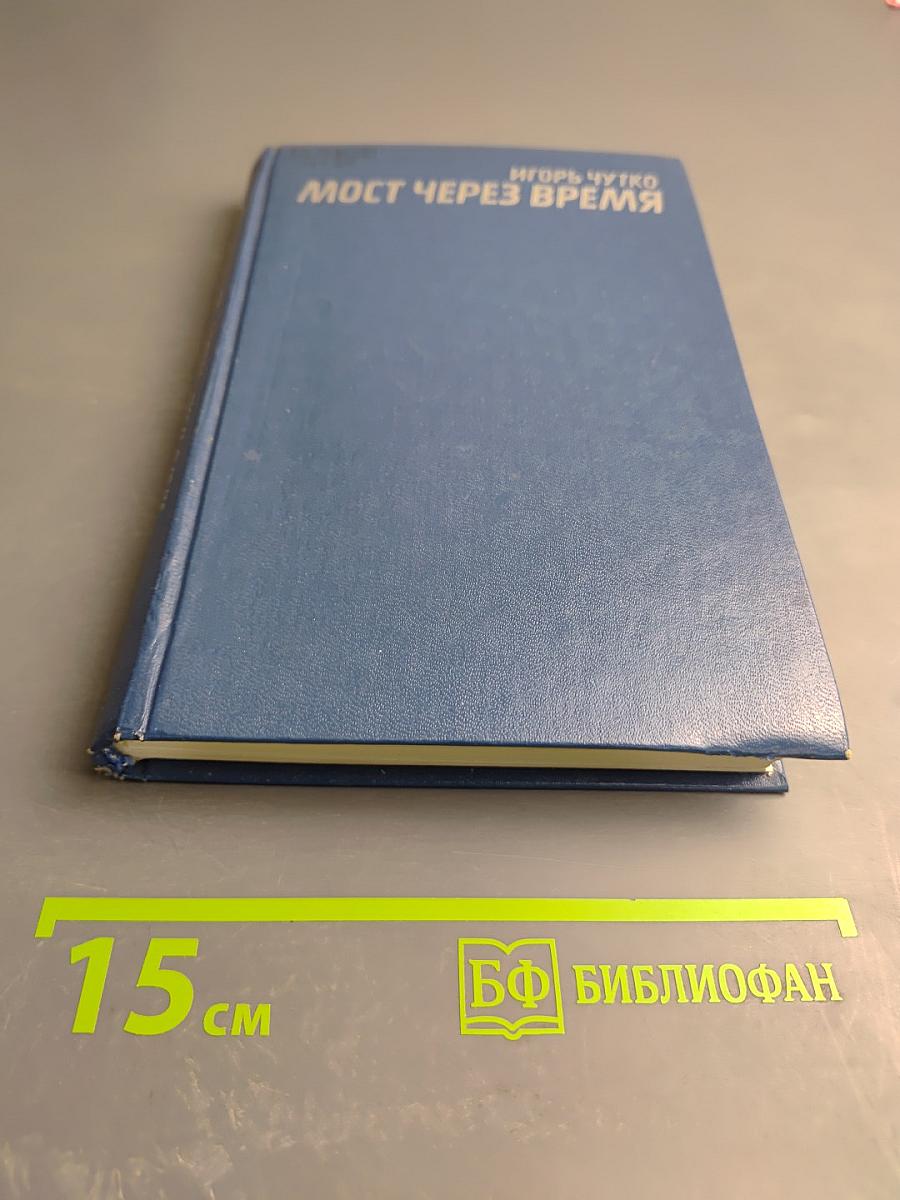 ИГОРЬ ЧУТКО
МОСТ ЧЕРЕЗ ВРЕМЯ
15 см
БФ БИБЛИОФАН